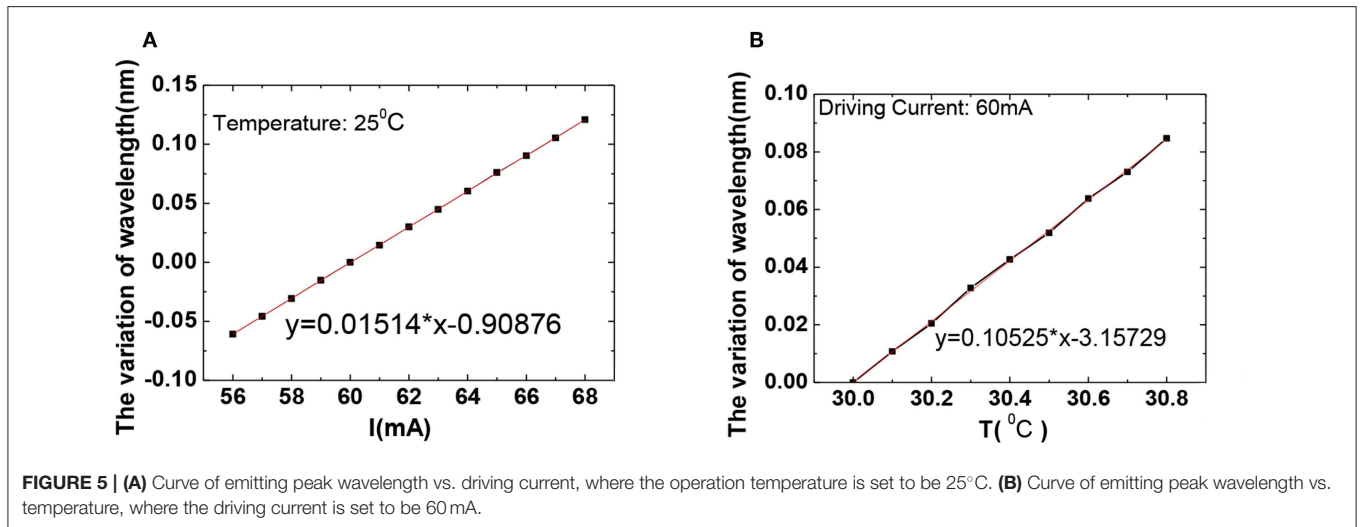 A
The variation of wavelength(nm)
0.15
0.10
0.05
0.00
-0.05
-0.10
Temperature: 25⁰C
y=0.01514*x-0.90876
56 58 60 62 64 66 68
I(mA)
B
The variation of wavelength(nm)
0.10
0.08
0.06
0.04
0.02
0.00
Driving Current: 60mA
y=0.10525*x-3.15729
30.0 30.2 30.4 30.6 30.8
T( ⁰C )
FIGURE 5 | (A) Curve of emitting peak wavelength vs. driving current, where the operation temperature is set to be 25°C. (B) Curve of emitting peak wavelength vs.
temperature, where the driving current is set to be 60 mA.